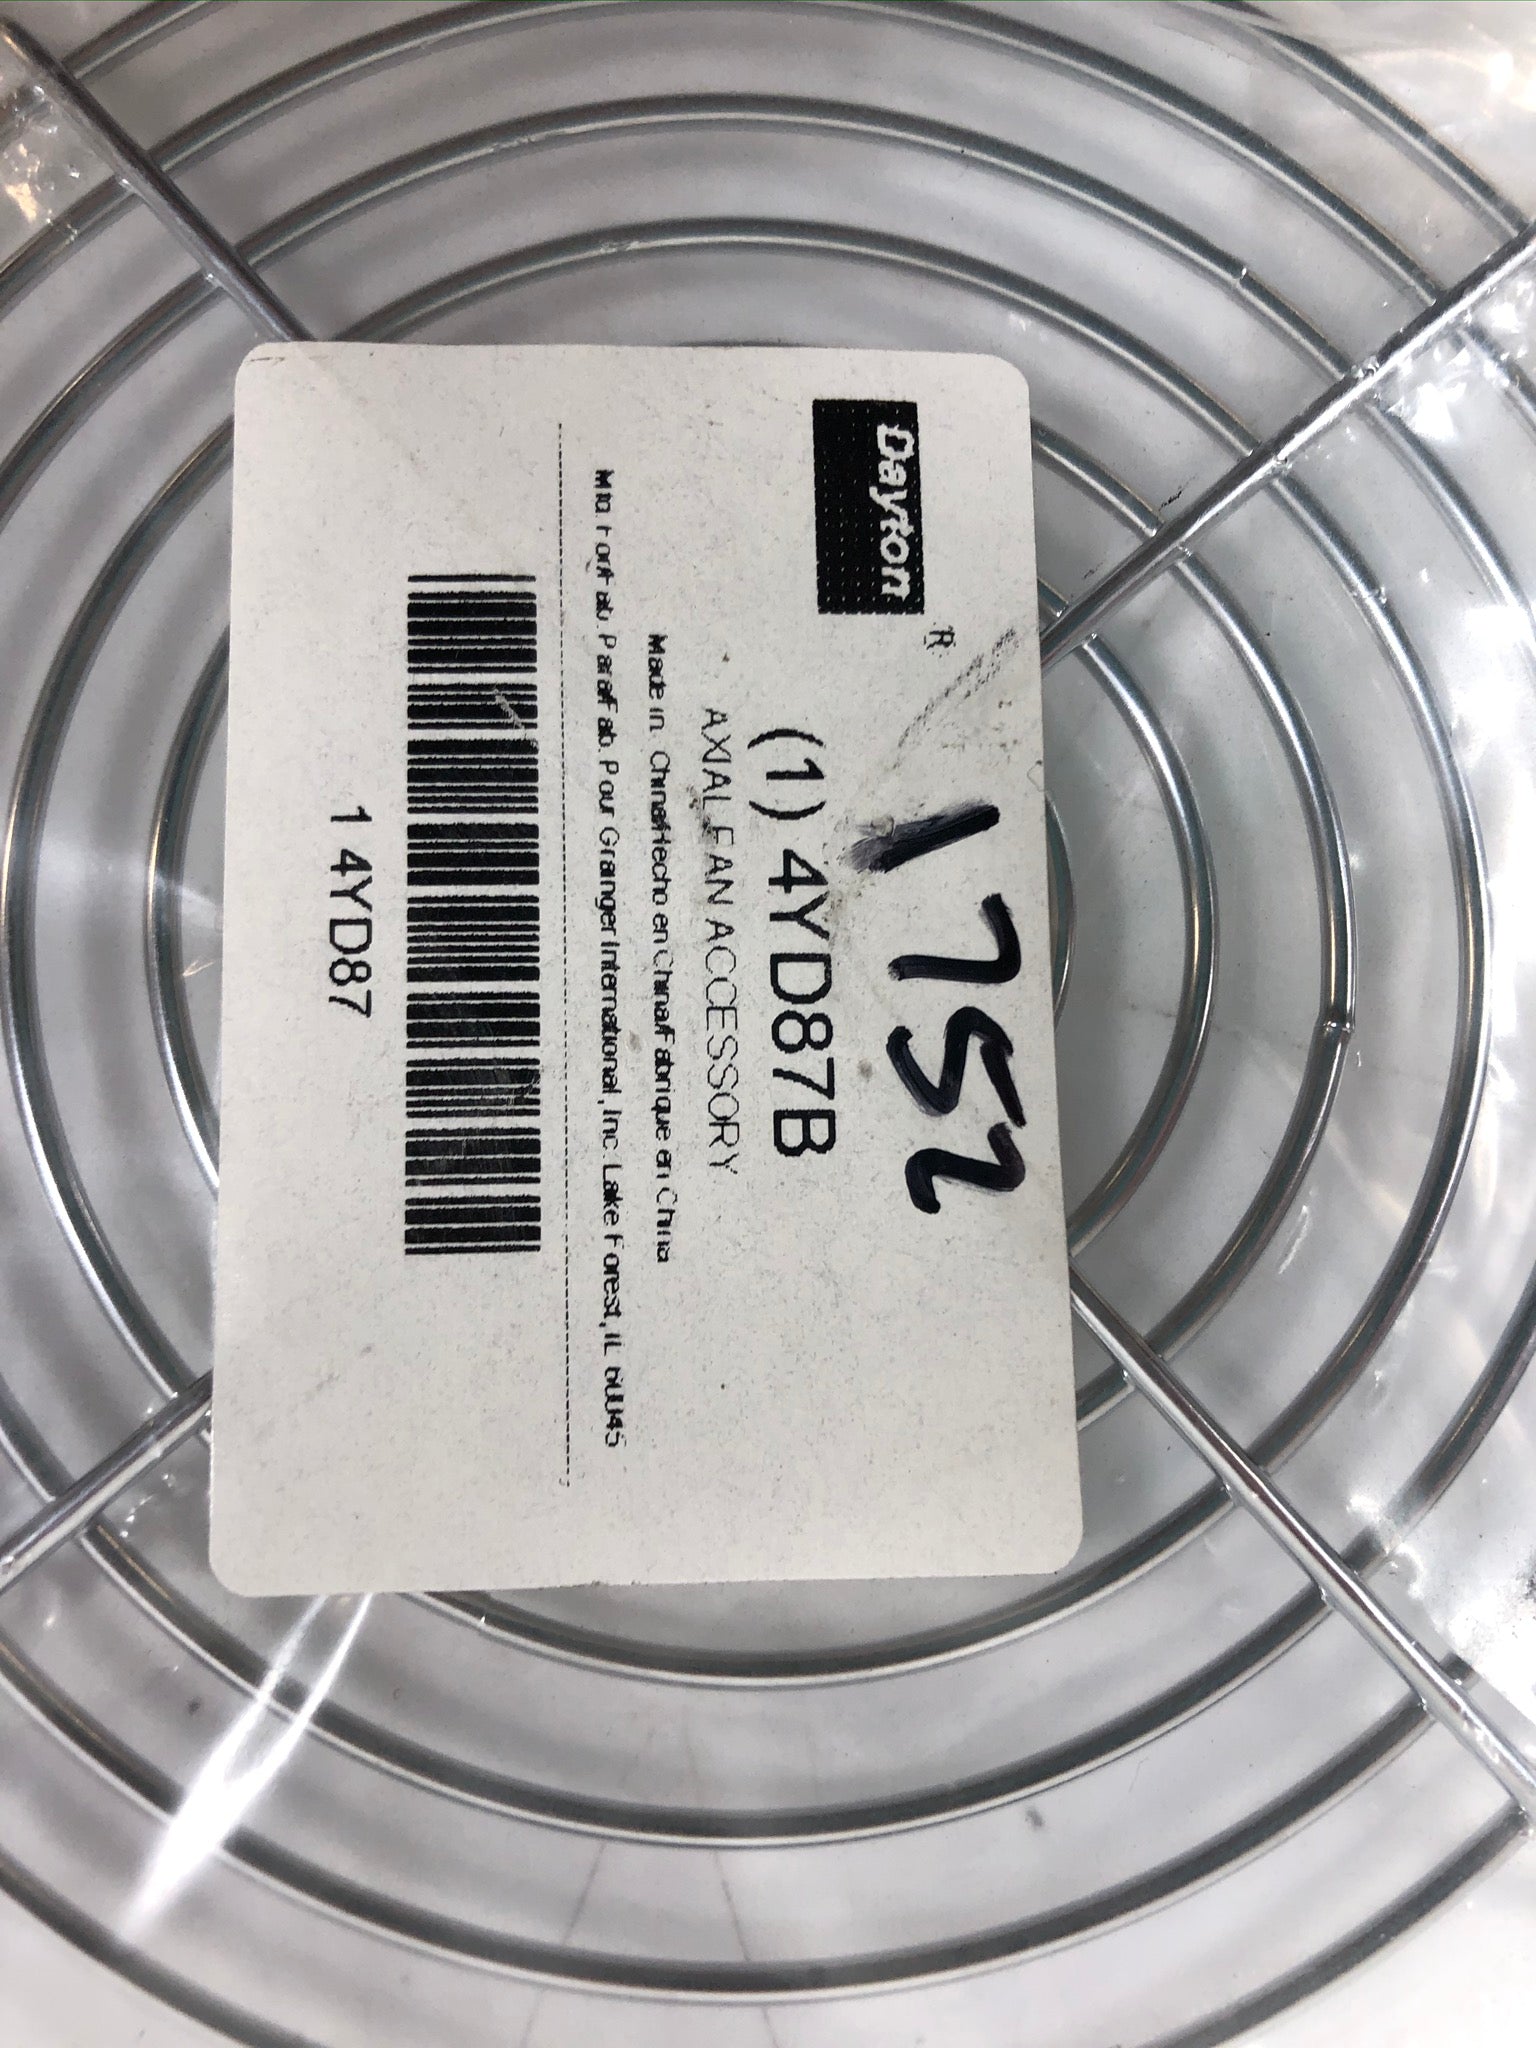 Dayton®
1752
(1) 4YD87B
AXIAL FAN ACCESSORY
Made in China/Hecho en China/Fabrique en China
Mfd. For/Fab. Para/Fab. Pour Grainger International, Inc. Lake Forest, IL 60045
1 4YD87